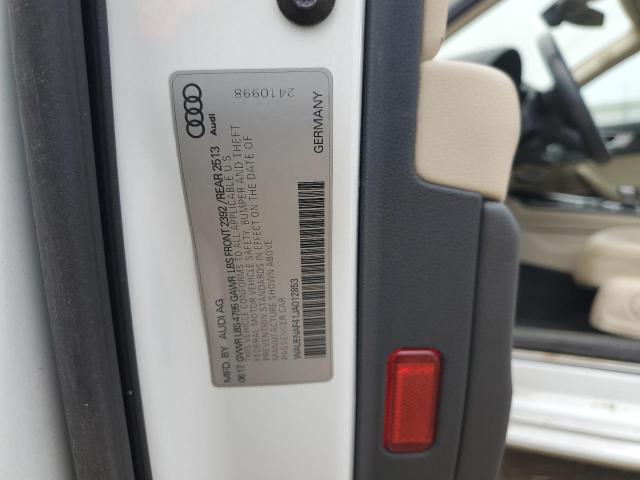 MFD. BY AUDI AG
06 17 GVWR LBS 4795 GAWR LBS FRONT 2392 / REAR 2513
THIS VEHICLE CONFORMS TO ALL APPLICABLE U.S.
FEDERAL MOTOR VEHICLE SAFETY, BUMPER AND THEFT
PREVENTION STANDARDS IN EFFECT ON THE DATE OF
MANUFACTURE SHOWN ABOVE
PASSENGER CAR
WAUENAF41JA012853
GERMANY
Audi
2410998